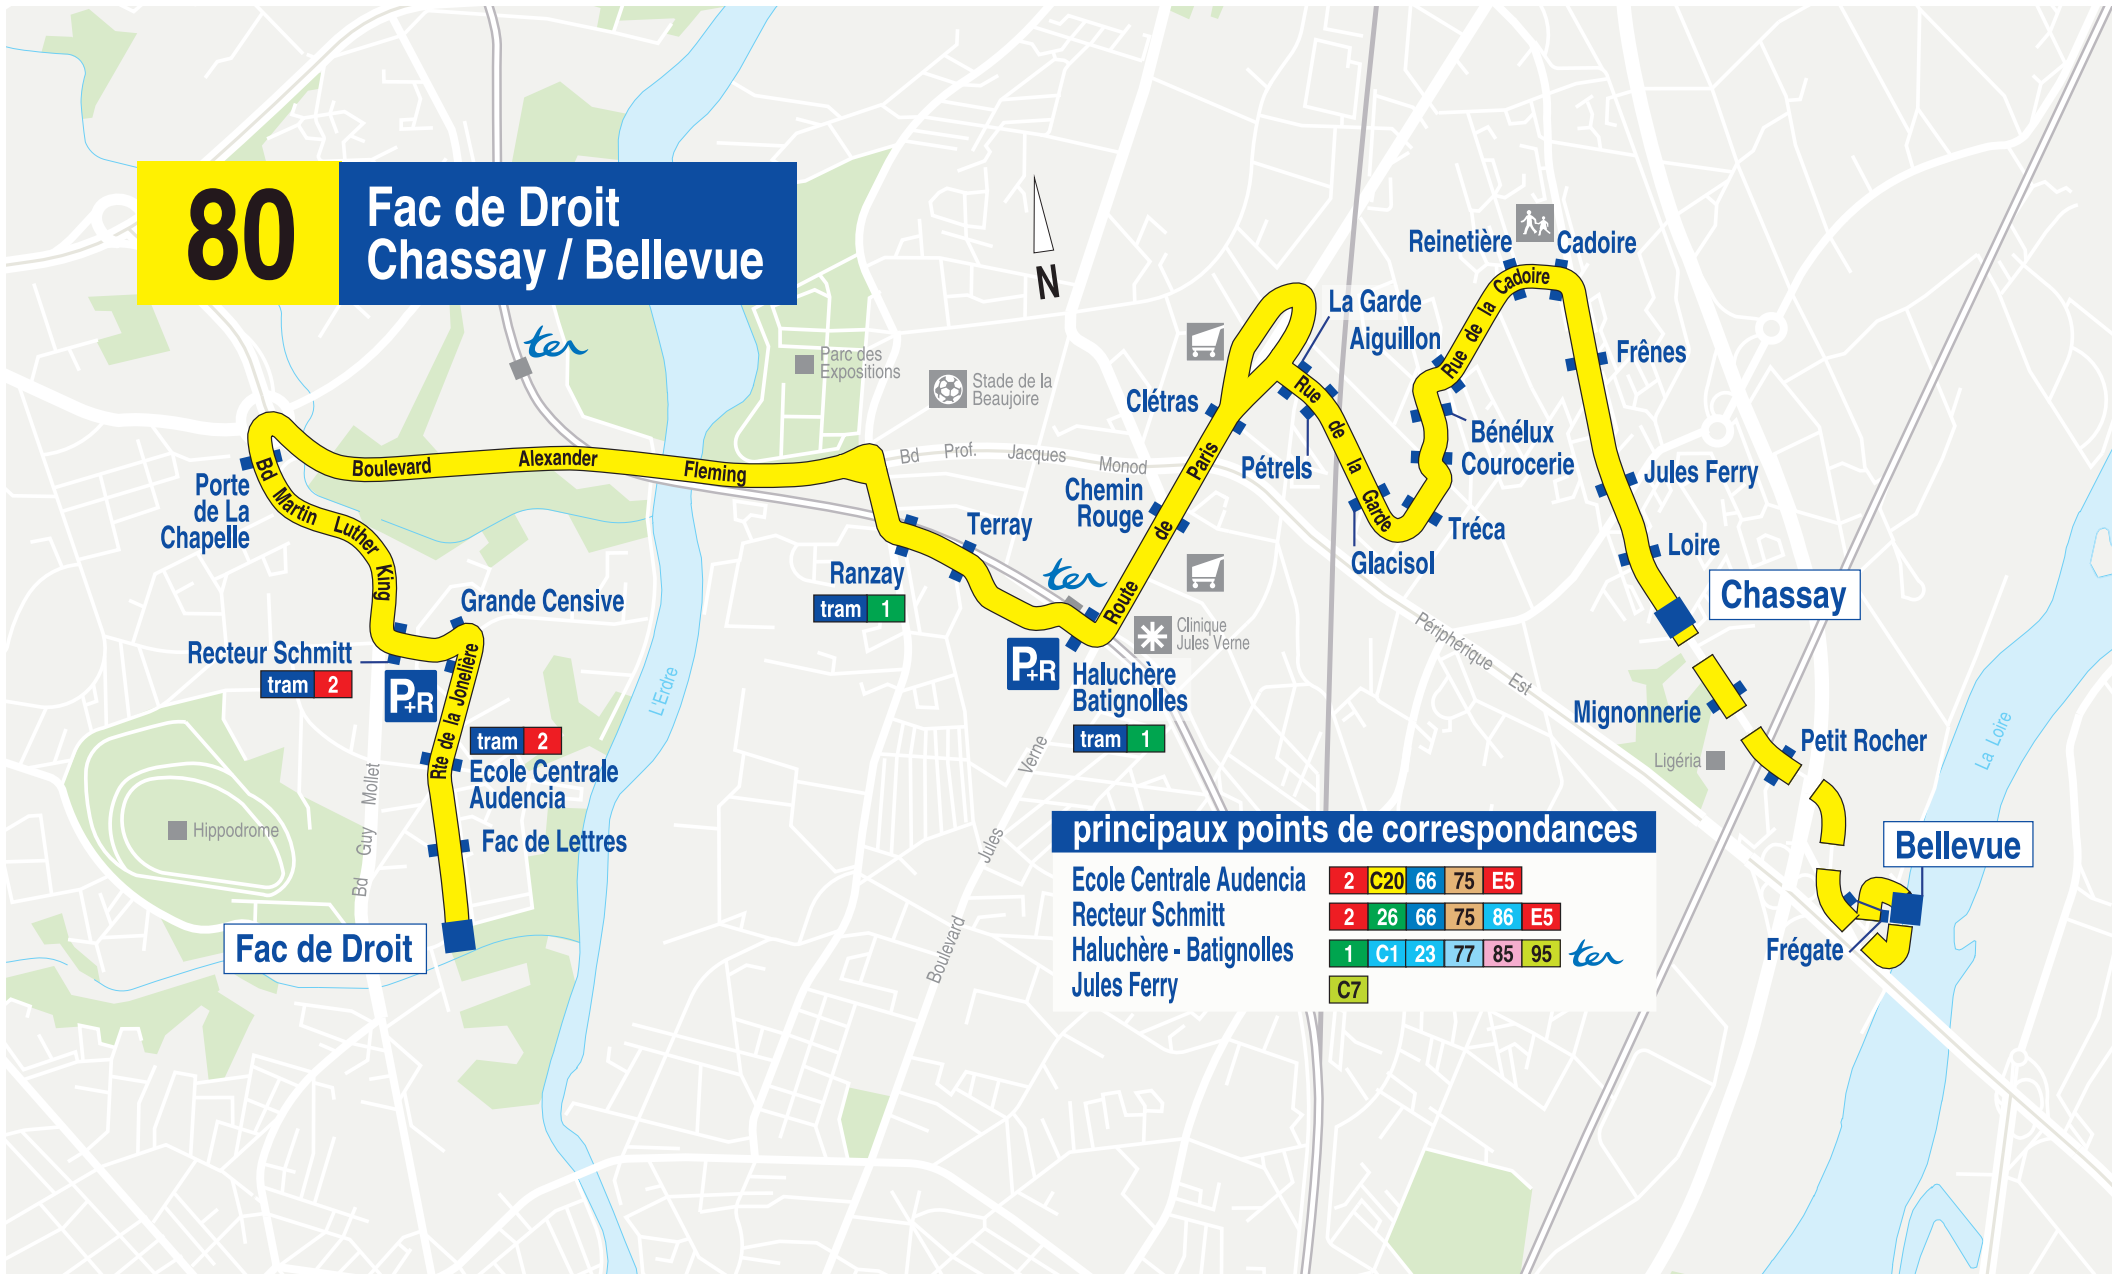 80
Fac de Droit
Chassay / Bellevue
ter
N
Parc des
Expositions
Stade de la
Beaujoire
Reinetière
Cadoire
La Garde
Aiguillon
Rue de la Cadoire
Frênes
Clétras
Rue de la Garde
Bénélux
Courocerie
Pétrels
Jules Ferry
Tréca
Glacisol
Loire
Chassay
Bd Prof. Jacques Monod
Chemin
Rouge
Route de Paris
Boulevard Alexander Fleming
Porte
de La
Chapelle
Bd Martin Luther King
Terray
Ranzay
tram 1
ter
Clinique
Jules Verne
P+R
Haluchère
Batignolles
tram 1
Grande Censive
Recteur Schmitt
tram 2
P+R
Rte de la Jonelière
tram 2
Ecole Centrale
Audencia
Fac de Lettres
Fac de Droit
Hippodrome
Bd Guy Mollet
L'Erdre
Boulevard Jules Verne
Périphérique Est
Mignonnerie
Petit Rocher
Ligéria
La Loire
Bellevue
Frégate
principaux points de correspondances
Ecole Centrale Audencia 2 C20 66 75 E5
Recteur Schmitt 2 26 66 75 86 E5
Haluchère - Batignolles 1 C1 23 77 85 95 ter
Jules Ferry C7